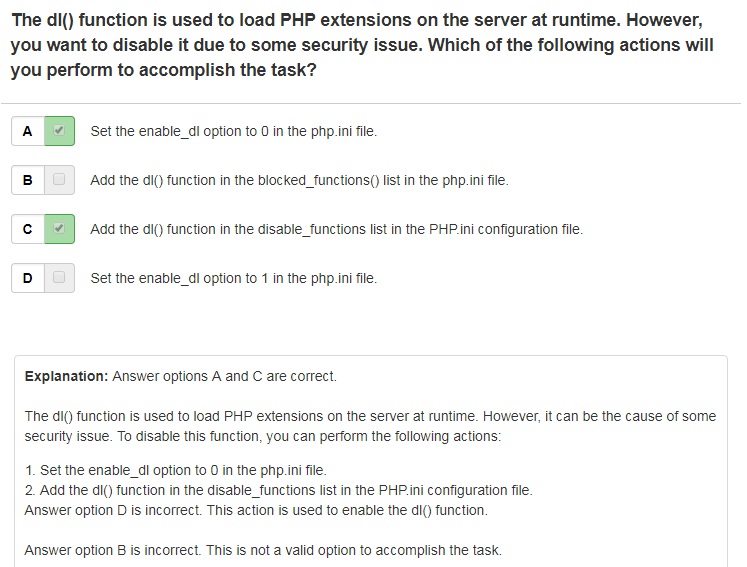 The dl() function is used to load PHP extensions on the server at runtime. However,
you want to disable it due to some security issue. Which of the following actions will
you perform to accomplish the task?
A Set the enable_dl option to 0 in the php.ini file.
B Add the dl() function in the blocked_functions() list in the php.ini file.
C Add the dl() function in the disable_functions list in the PHP.ini configuration file.
D Set the enable_dl option to 1 in the php.ini file.
Explanation: Answer options A and C are correct.
The dl() function is used to load PHP extensions on the server at runtime. However, it can be the cause of some
security issue. To disable this function, you can perform the following actions:
1. Set the enable_dl option to 0 in the php.ini file.
2. Add the dl() function in the disable_functions list in the PHP.ini configuration file.
Answer option D is incorrect. This action is used to enable the dl() function.
Answer option B is incorrect. This is not a valid option to accomplish the task.